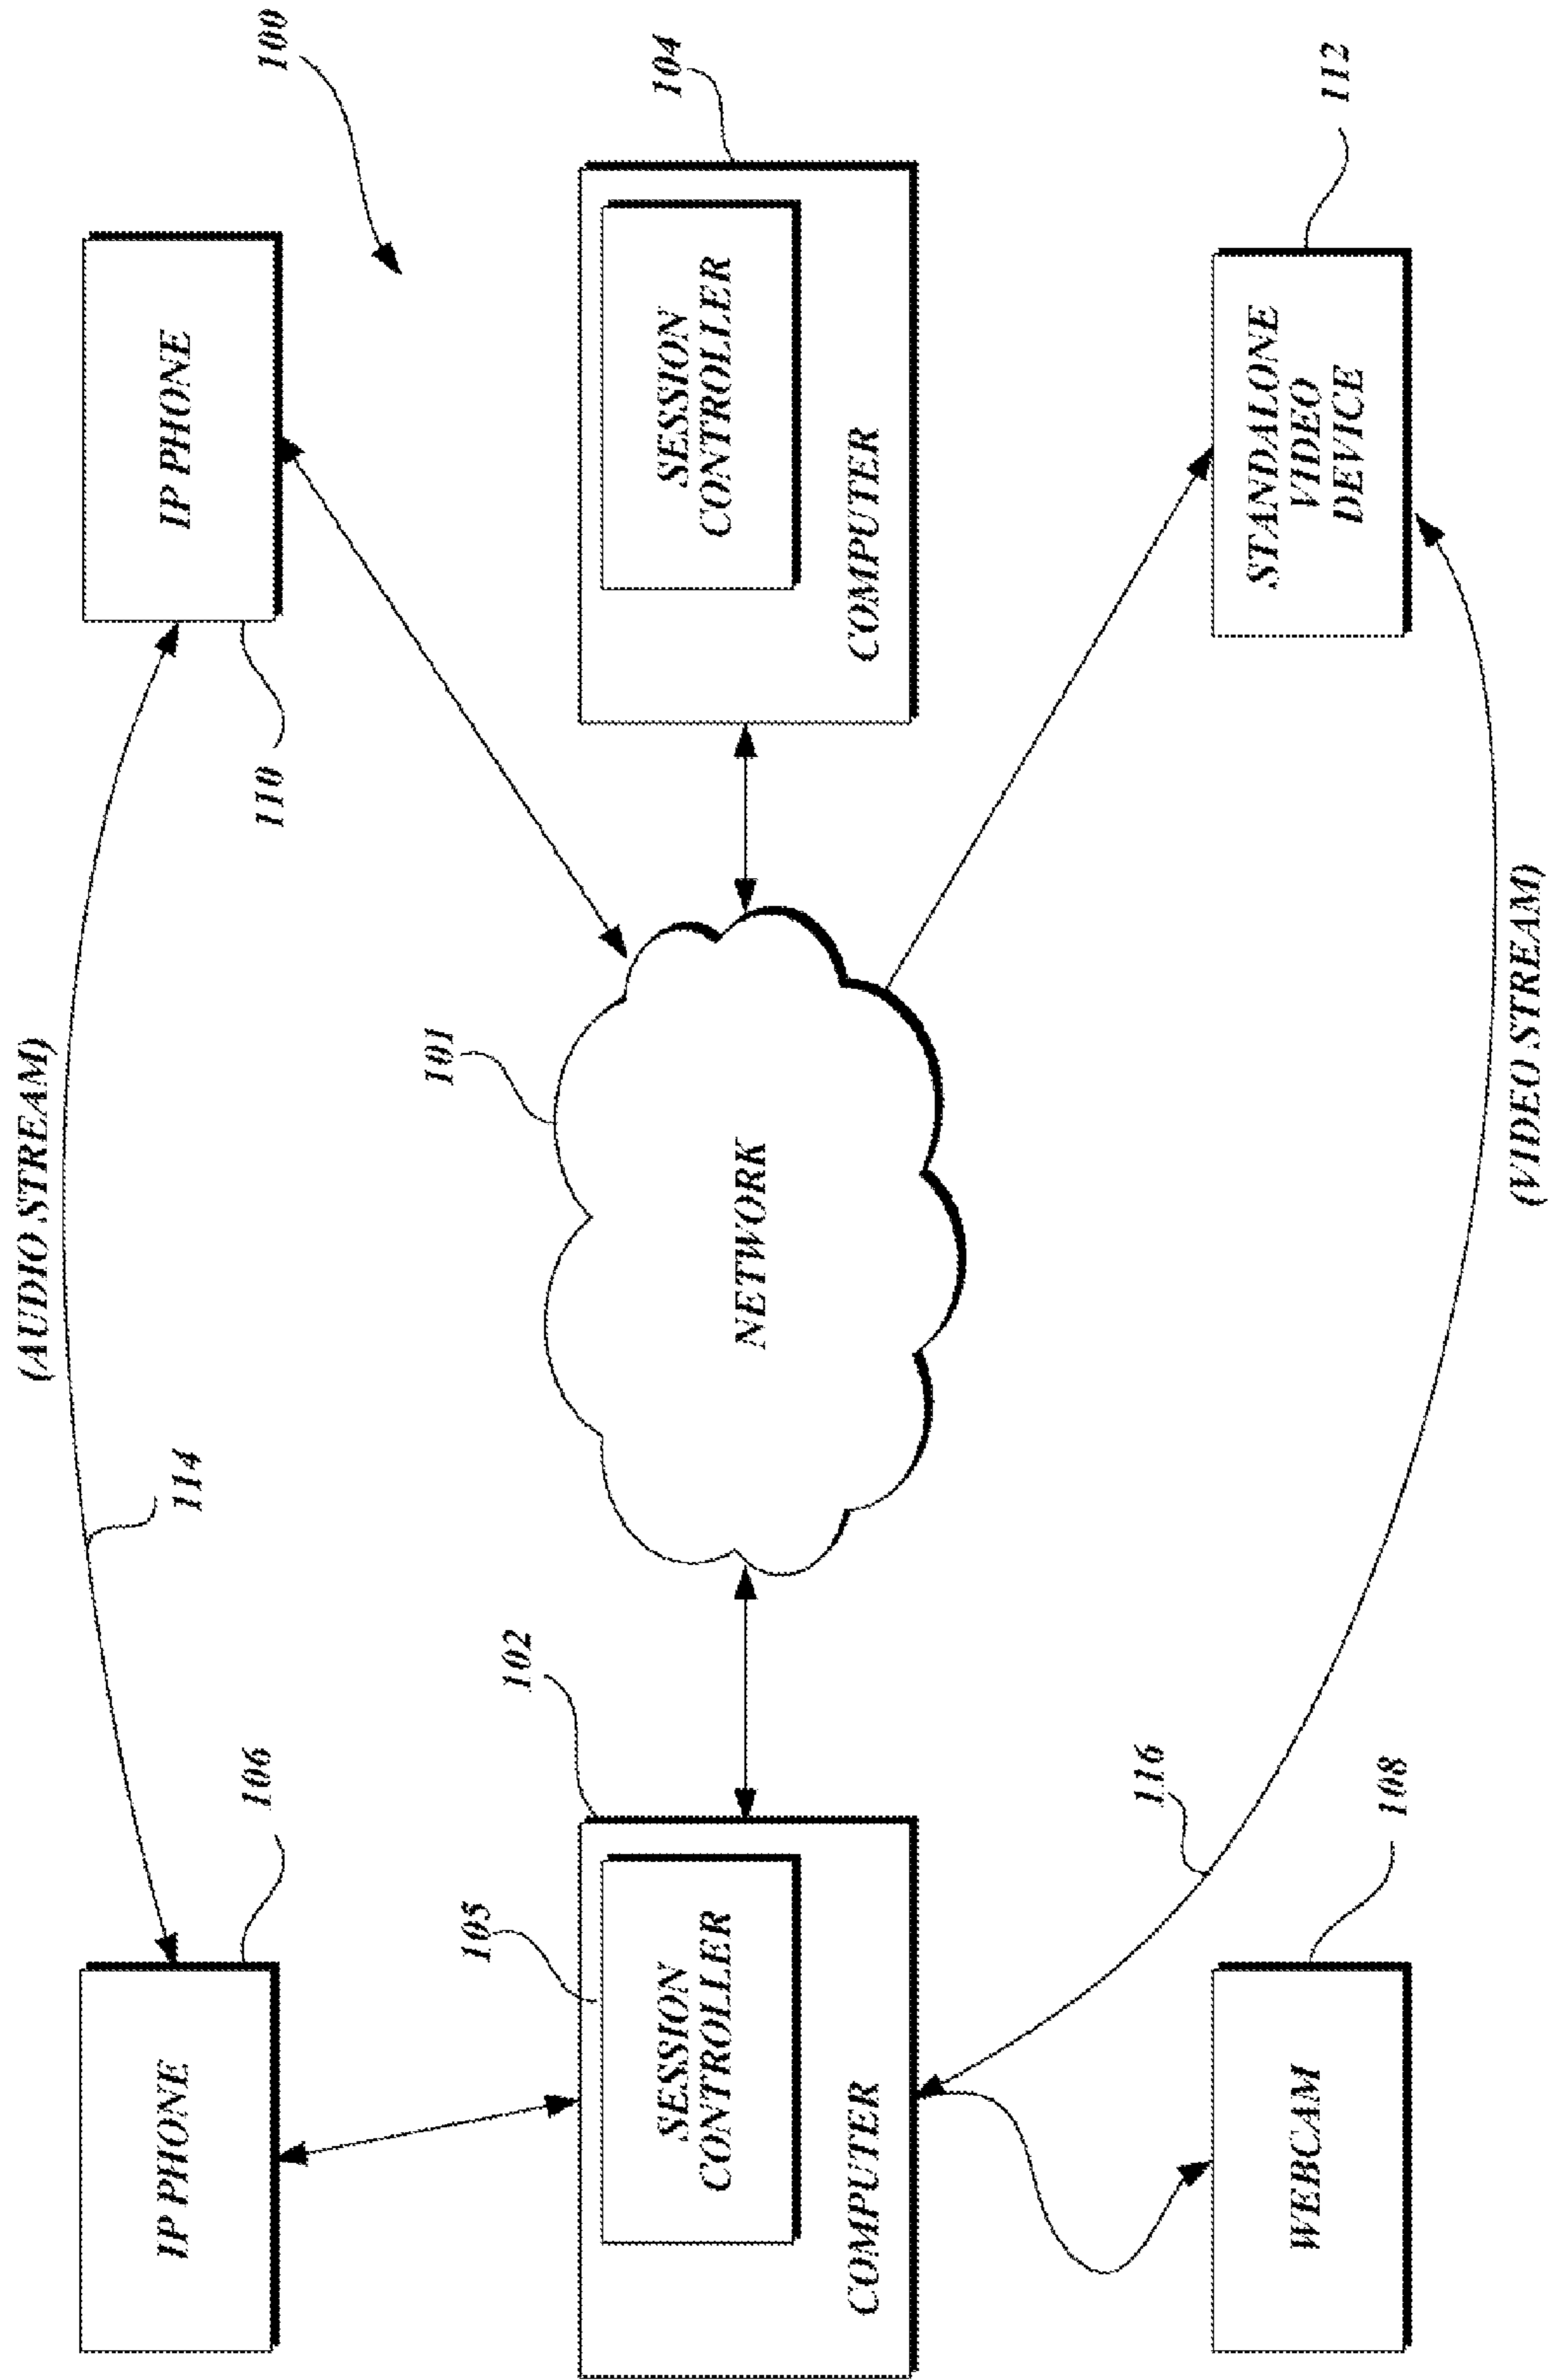 (AUDIO STREAM)
100
IP PHONE
106
114
110
IP PHONE
102
101
104
105
SESSION
CONTROLLER
COMPUTER
NETWORK
SESSION
CONTROLLER
COMPUTER
116
108
112
WEBCAM
STANDALONE
VIDEO
DEVICE
(VIDEO STREAM)